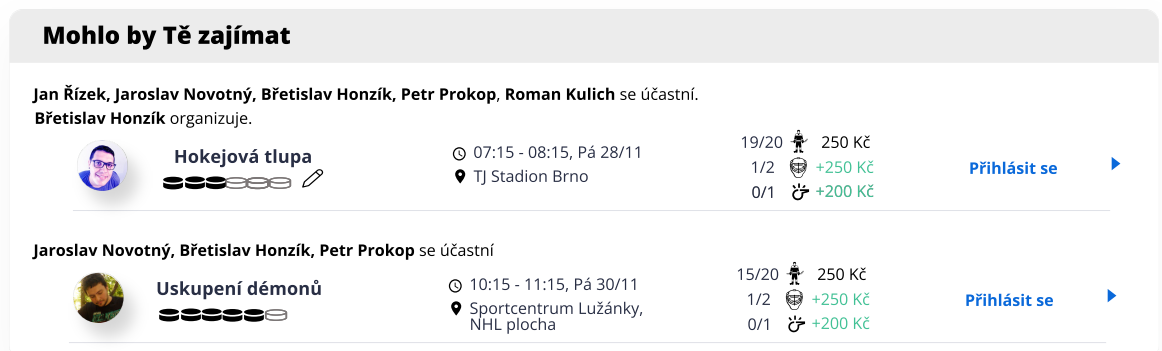 Mohlo by Tě zajímat
Jan Řízek, Jaroslav Novotný, Břetislav Honzík, Petr Prokop, Roman Kulich se účastní.
Břetislav Honzík organizuje.
Hokejová tlupa
07:15 - 08:15, Pá 28/11
TJ Stadion Brno
19/20 250 Kč
1/2 +250 Kč
0/1 +200 Kč
Přihlásit se
Jaroslav Novotný, Břetislav Honzík, Petr Prokop se účastní
Uskupení démonů
10:15 - 11:15, Pá 30/11
Sportcentrum Lužánky,
NHL plocha
15/20 250 Kč
1/2 +250 Kč
0/1 +200 Kč
Přihlásit se